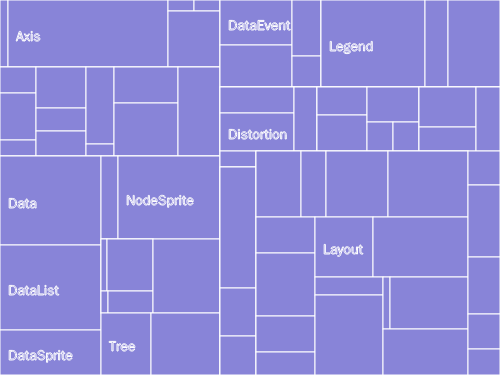 Axis
DataEvent
Legend
Distortion
Data
NodeSprite
Layout
DataList
Tree
DataSprite